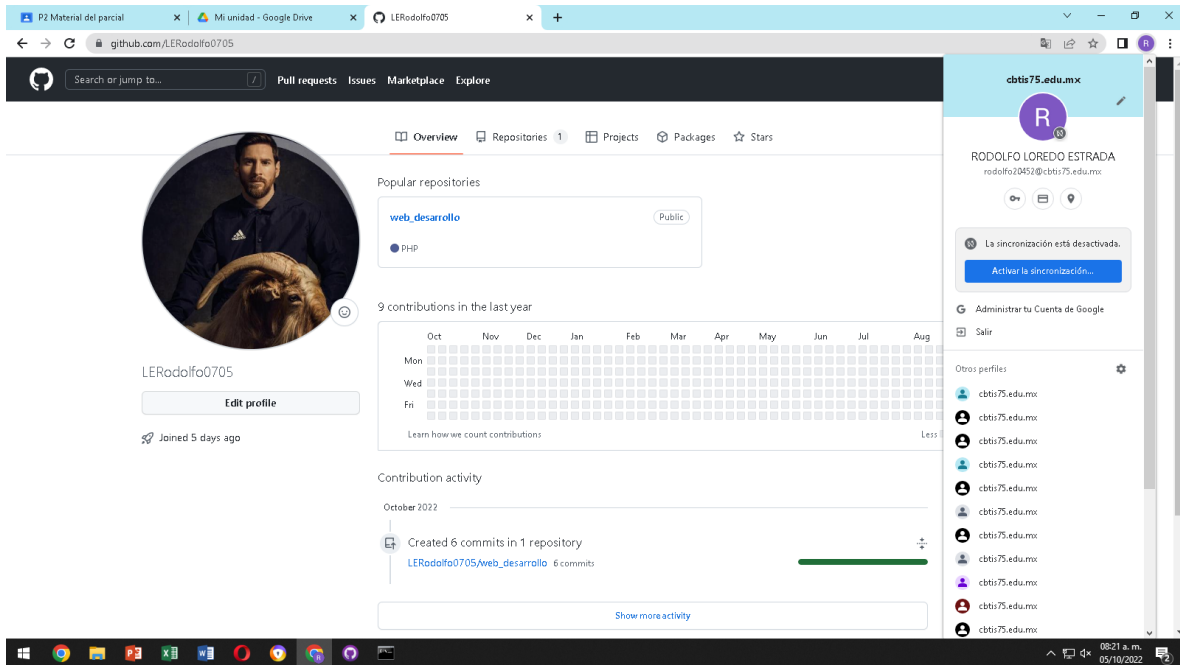 P2 Material del parcial
Mi unidad - Google Drive
LERodolfo0705
github.com/LERodolfo0705
R
Search or jump to...
/
Pull requests Issues Marketplace Explore
Overview Repositories 1 Projects Packages Stars
Popular repositories
web_desarrollo Public
PHP
9 contributions in the last year
Oct Nov Dec Jan Feb Mar Apr May Jun Jul Aug
Mon
Wed
Fri
Learn how we count contributions
Less
LERodolfo0705
Edit profile
Joined 5 days ago
Contribution activity
October 2022
Created 6 commits in 1 repository
LERodolfo0705/web_desarrollo 6 commits
Show more activity
cbtis75.edu.mx
R
RODOLFO LOREDO ESTRADA
rodolfo20452@cbtis75.edu.mx
La sincronización está desactivada.
Activar la sincronización...
Administrar tu Cuenta de Google
Salir
Otros perfiles
cbtis75.edu.mx
cbtis75.edu.mx
cbtis75.edu.mx
cbtis75.edu.mx
cbtis75.edu.mx
cbtis75.edu.mx
cbtis75.edu.mx
cbtis75.edu.mx
cbtis75.edu.mx
cbtis75.edu.mx
cbtis75.edu.mx
08:21 a. m.
05/10/2022
2